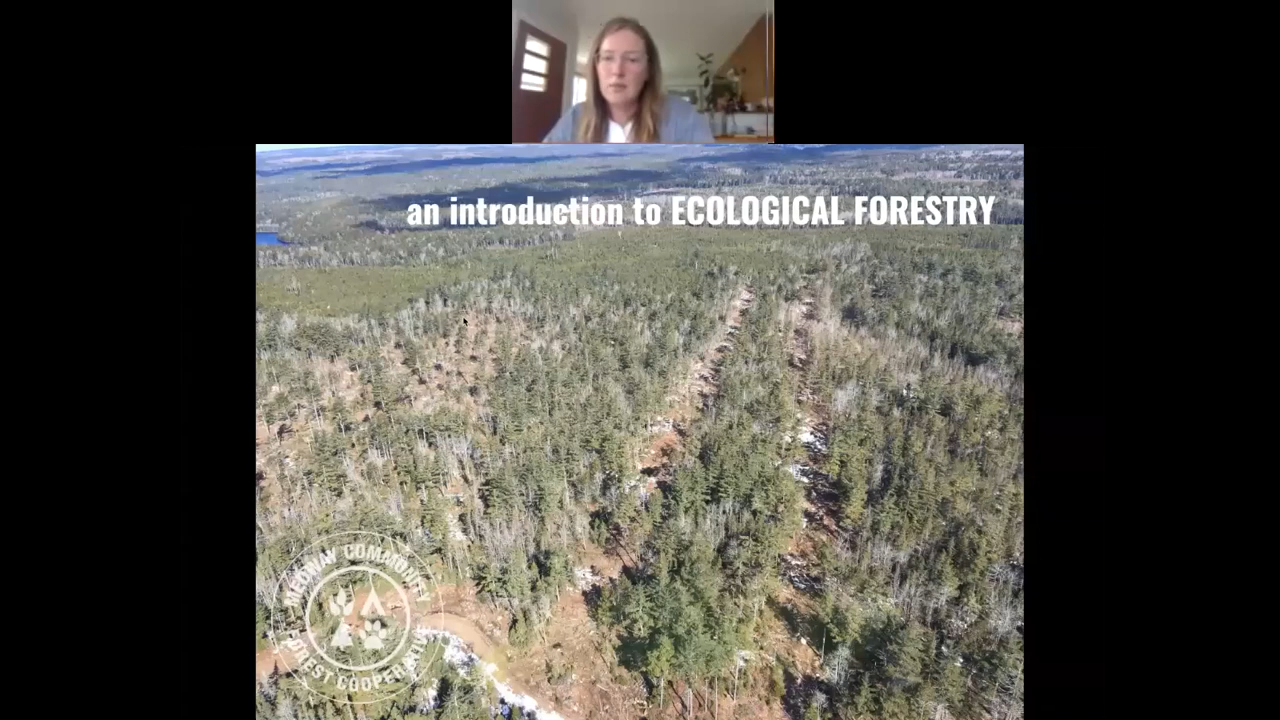 an introduction to ECOLOGICAL FORESTRY
MEDWAY COMMUNITY
FOREST COOPERATIVE